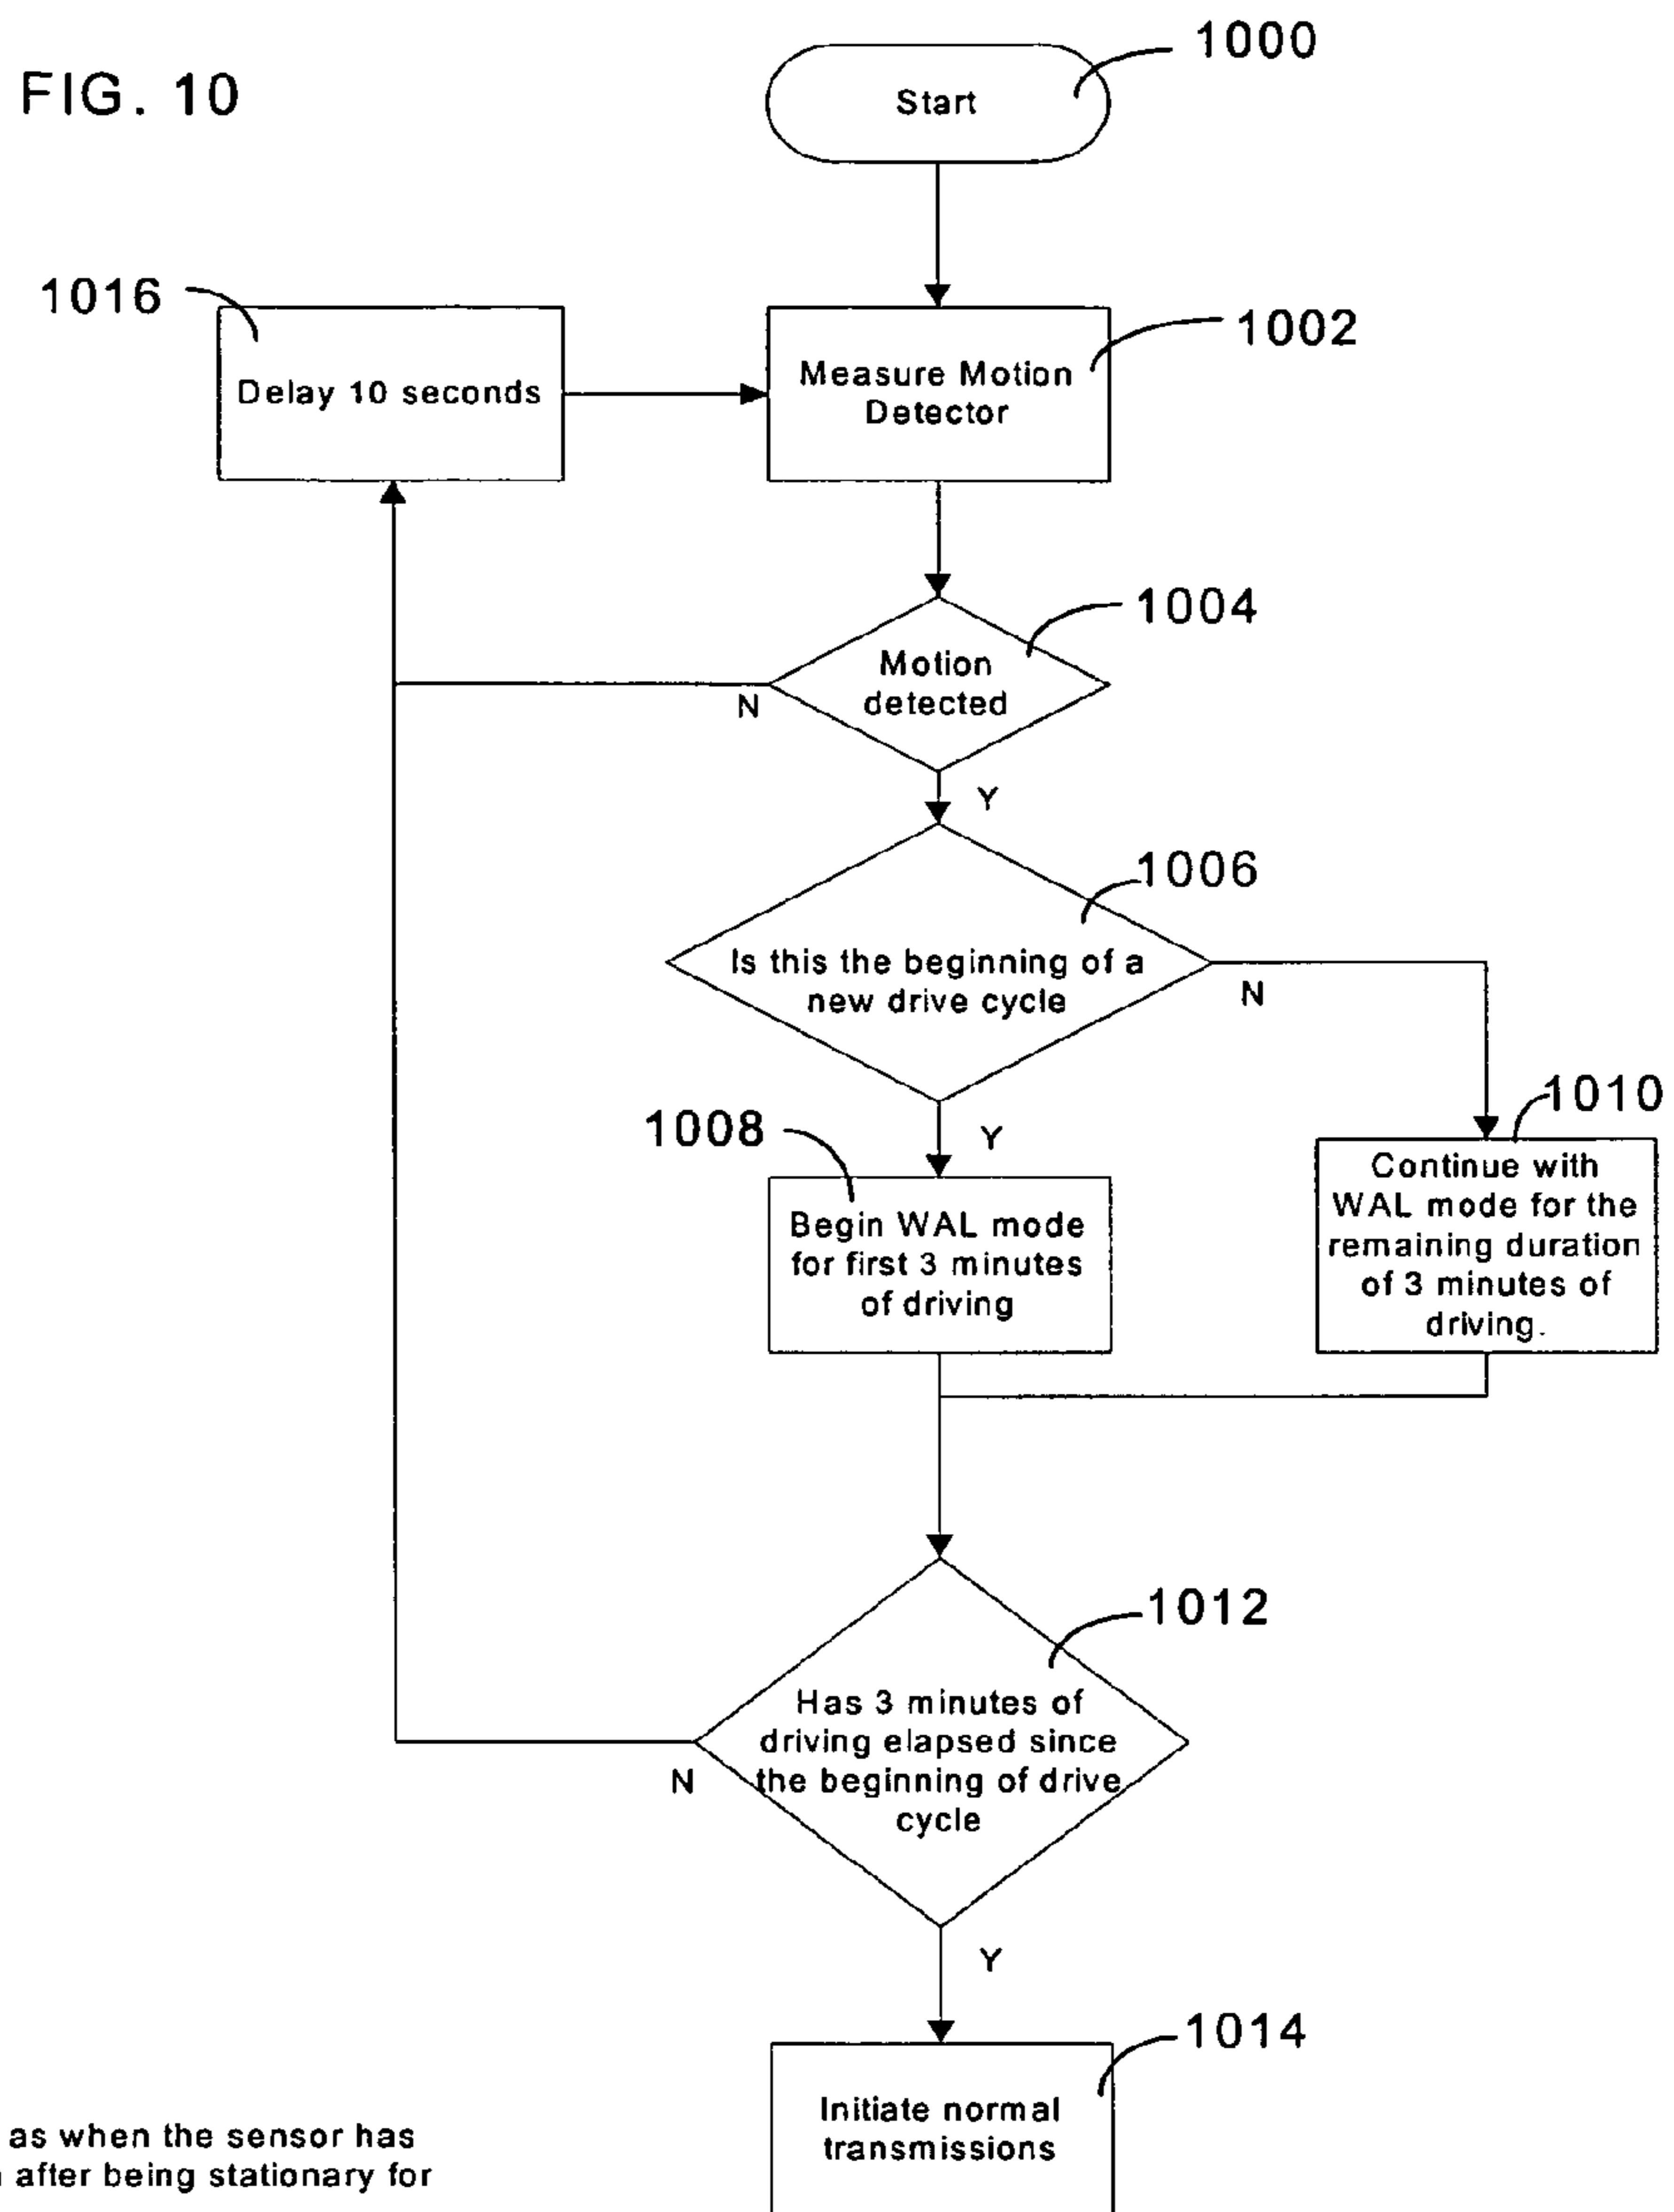 FIG. 10
1000
Start
1016
1002
Delay 10 seconds
Measure Motion
Detector
1004
Motion
detected
N
Y
1006
Is this the beginning of a
new drive cycle
N
1008
Y
1010
Begin WAL mode
for first 3 minutes
of driving
Continue with
WAL mode for the
remaining duration
of 3 minutes of
driving.
1012
Has 3 minutes of
driving elapsed since
the beginning of drive
cycle
N
Y
1014
Initiate normal
transmissions
as when the sensor has
after being stationary for